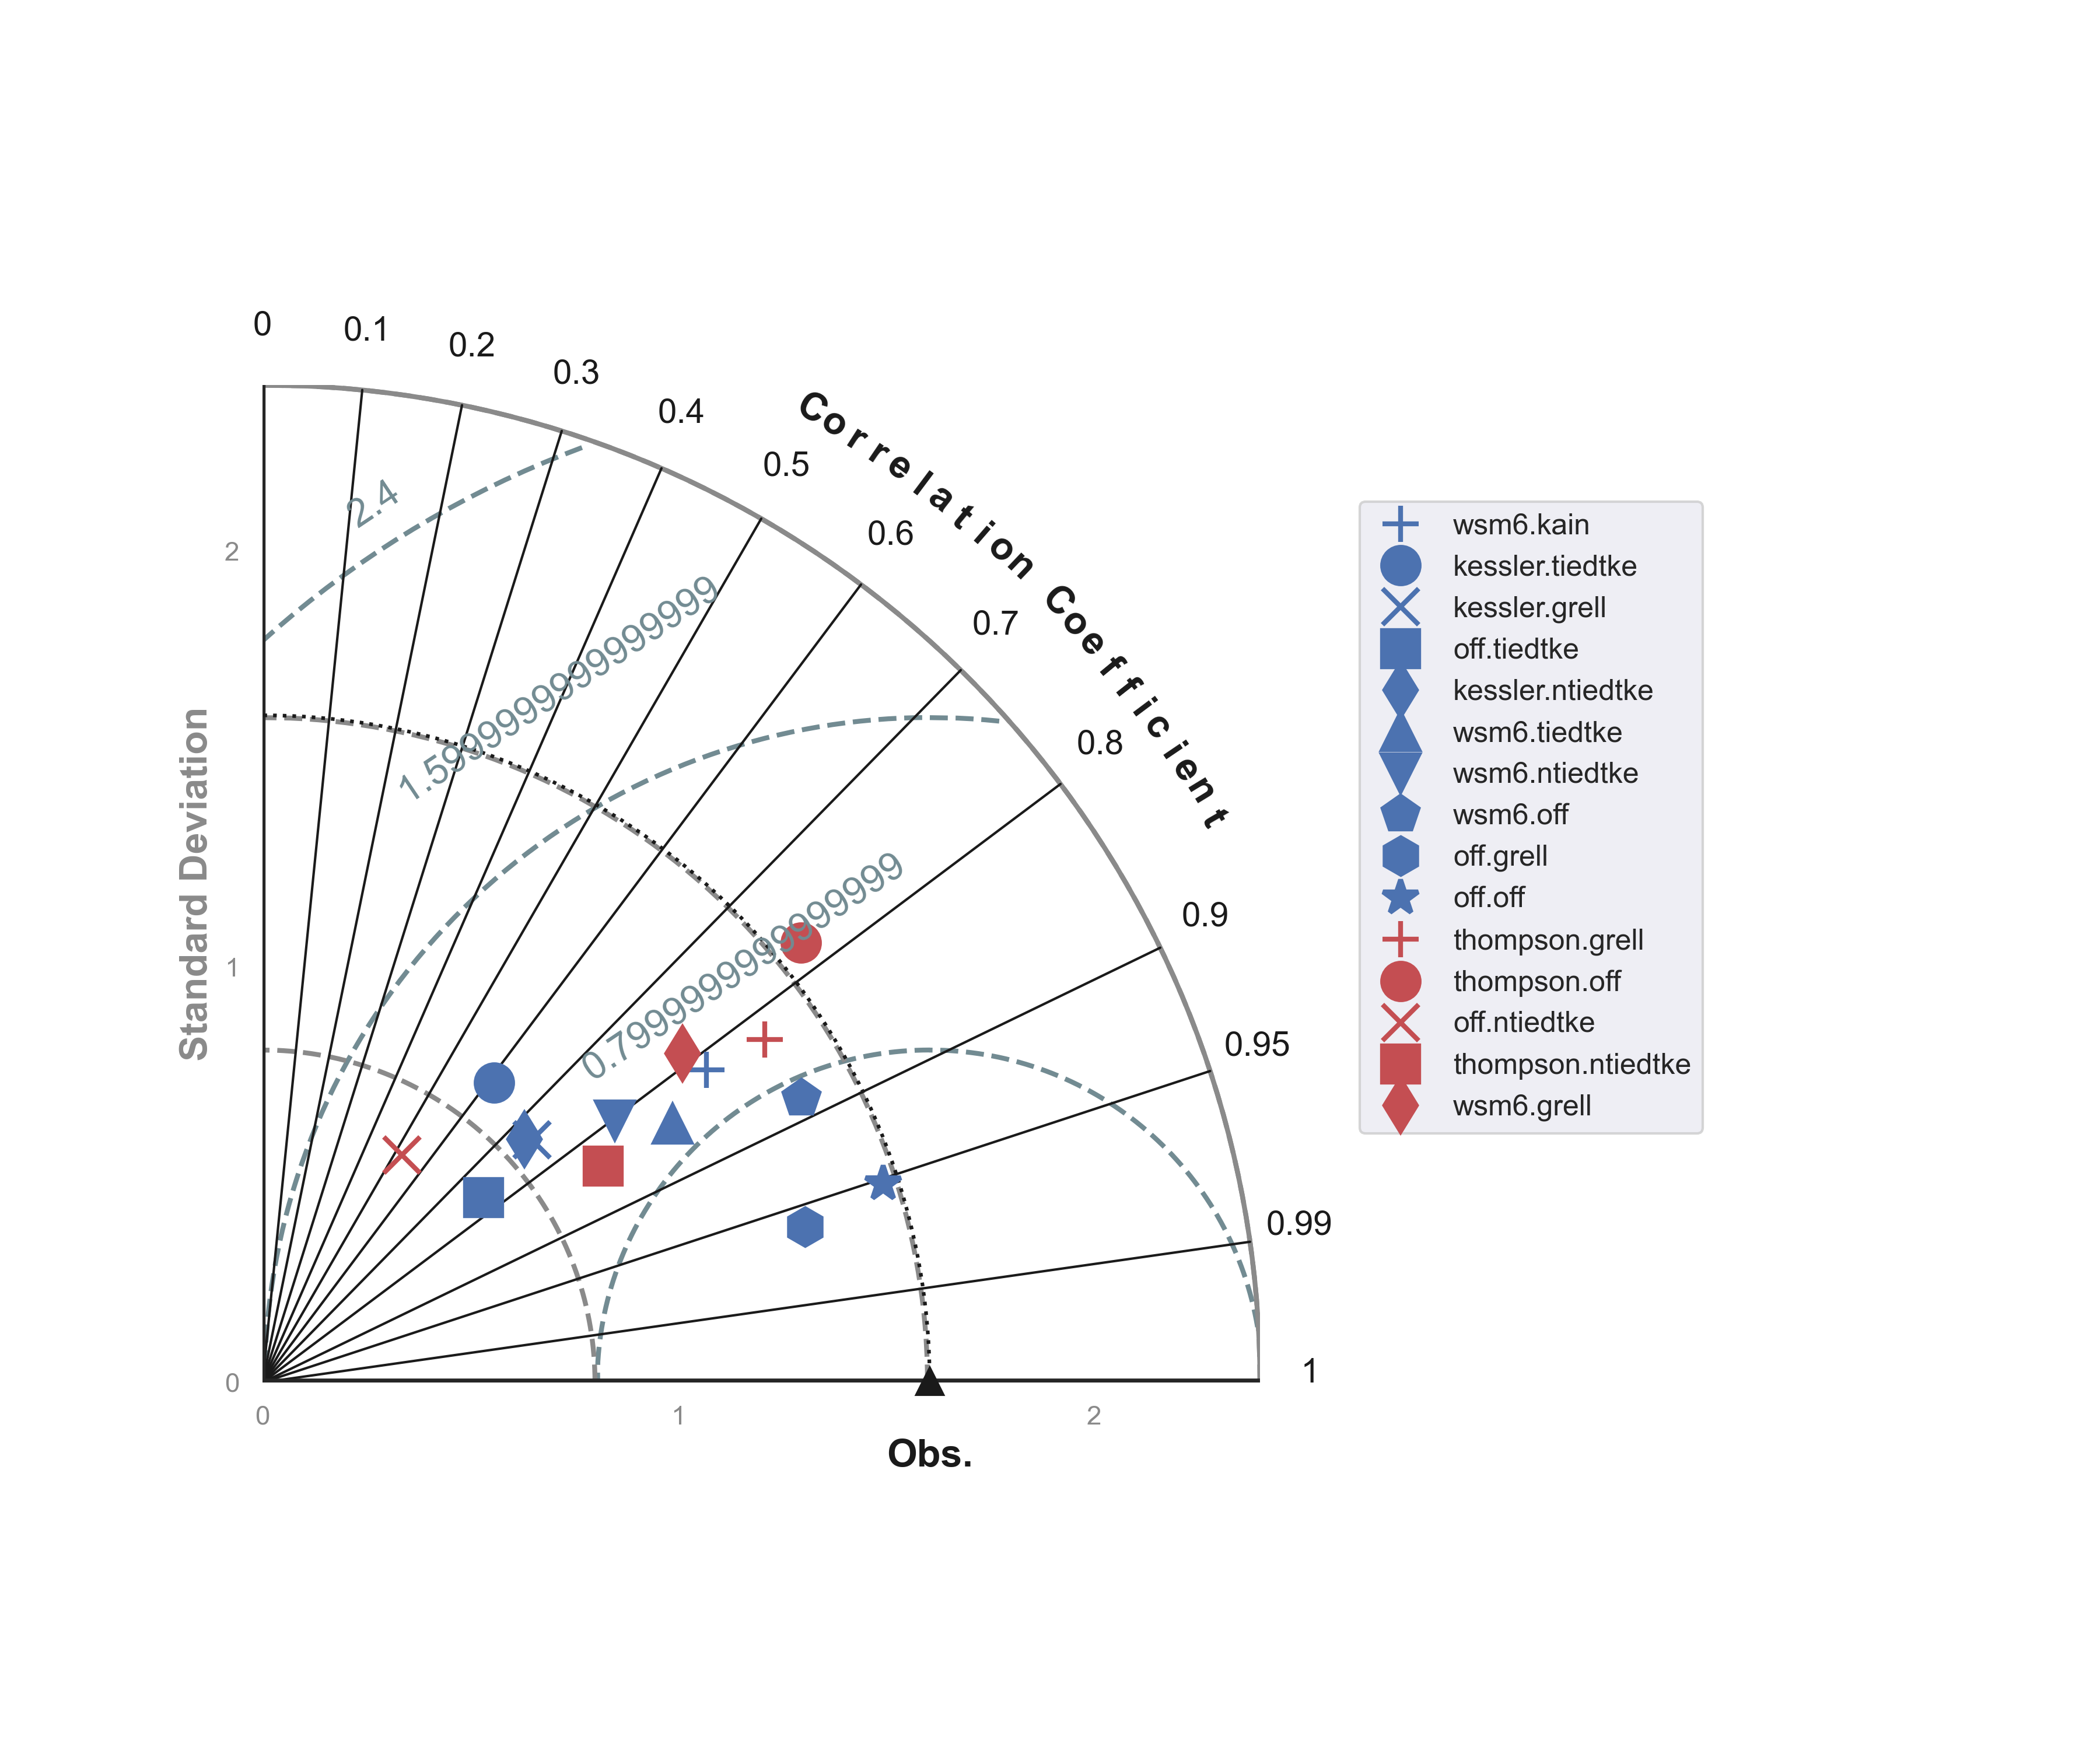 0
0.1
0.2
0.3
0.4
0.5
0.6
0.7
0.8
0.9
0.95
0.99
1
Correlation Coefficient
2.4
1.5999999999999999
0.7999999999999999
Standard Deviation
2
1
0
0
1
2
Obs.
wsm6.kain
kessler.tiedtke
kessler.grell
off.tiedtke
kessler.ntiedtke
wsm6.tiedtke
wsm6.ntiedtke
wsm6.off
off.grell
off.off
thompson.grell
thompson.off
off.ntiedtke
thompson.ntiedtke
wsm6.grell